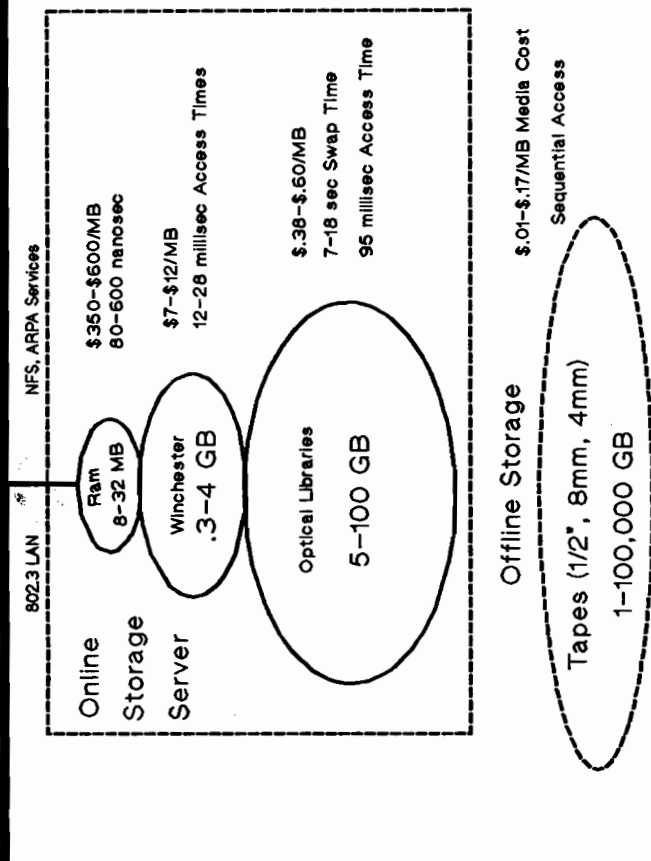 802.3 LAN
NFS, ARPA Services
Online
Storage
Server
Ram
8-32 MB
$350-$600/MB
80-600 nanosec
Winchester
.3-4 GB
$7-$12/MB
12-28 millisec Access Times
Optical Libraries
5-100 GB
$.38-$.60/MB
7-18 sec Swap Time
95 millisec Access Time
Offline Storage
$.01-$.17/MB Media Cost
Sequential Access
Tapes (1/2", 8mm, 4mm)
1-100,000 GB